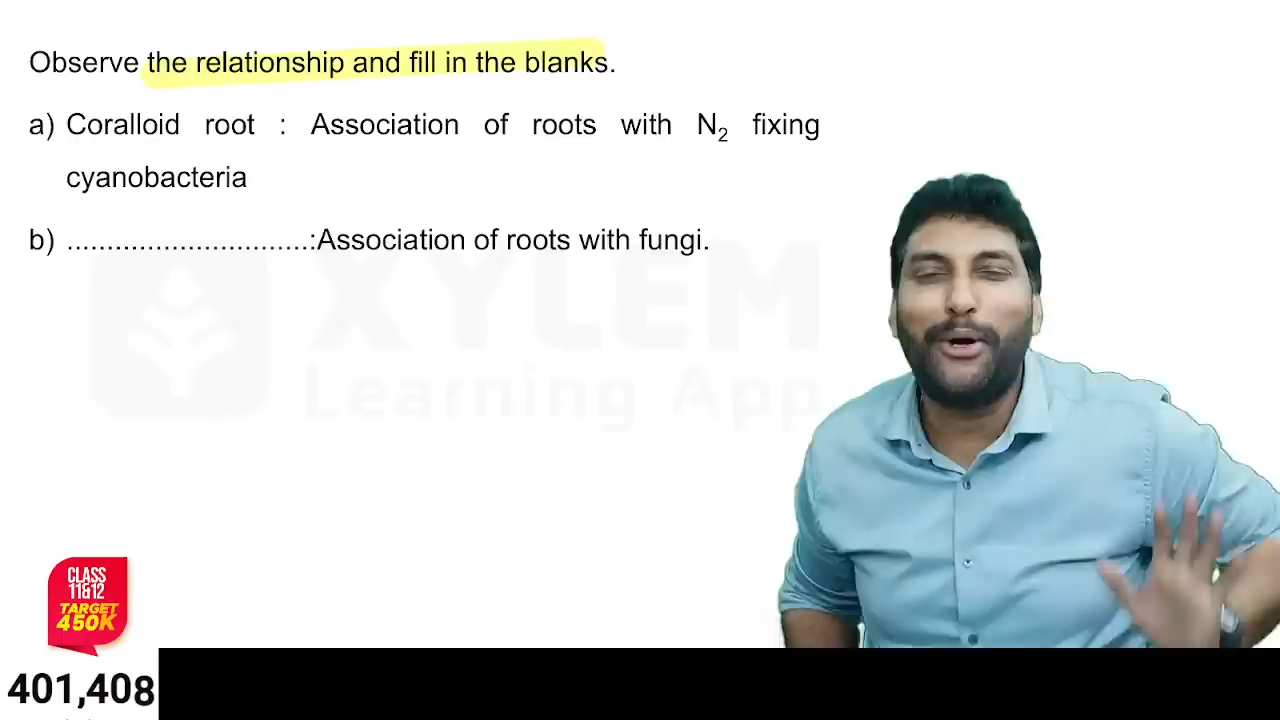 Observe the relationship and fill in the blanks.
a) Coralloid root : Association of roots with N₂ fixing
cyanobacteria
b) ..............................:Association of roots with fungi.
XYLEM
Learning App
CLASS
11&12
TARGET
450K
401,408